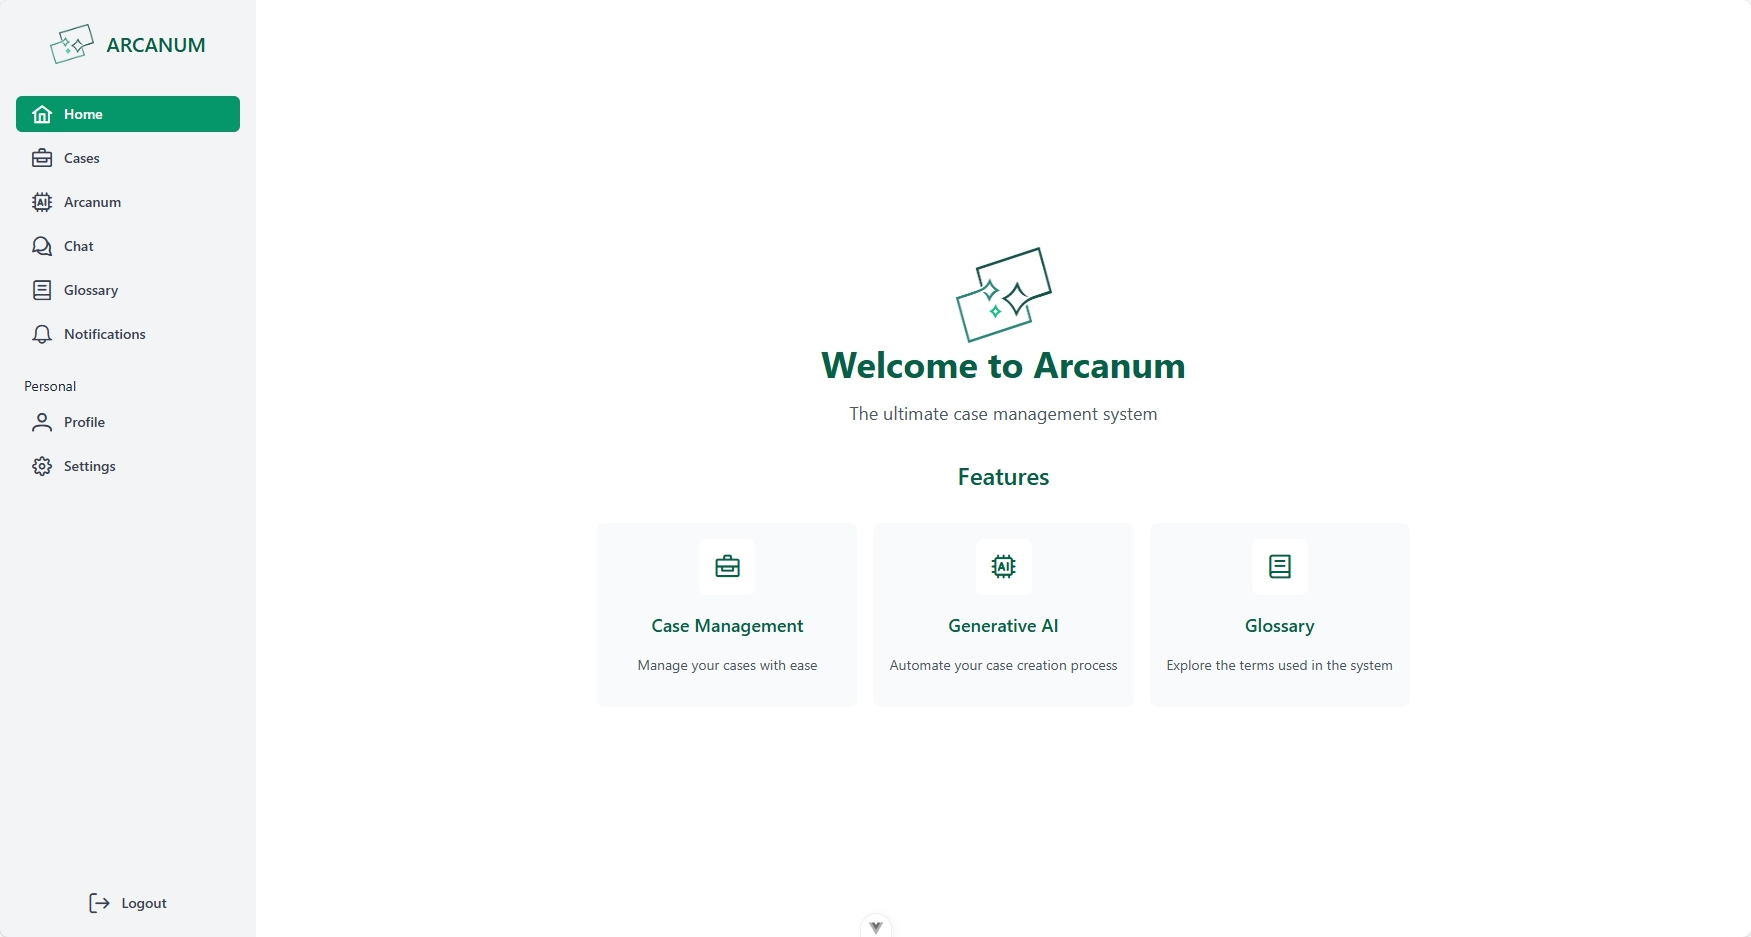 ARCANUM
Home
Cases
AI
Arcanum
Chat
Glossary
Notifications
Personal
Profile
Settings
Logout
Welcome to Arcanum
The ultimate case management system
Features
AI
Case Management
Manage your cases with ease
Generative AI
Automate your case creation process
Glossary
Explore the terms used in the system